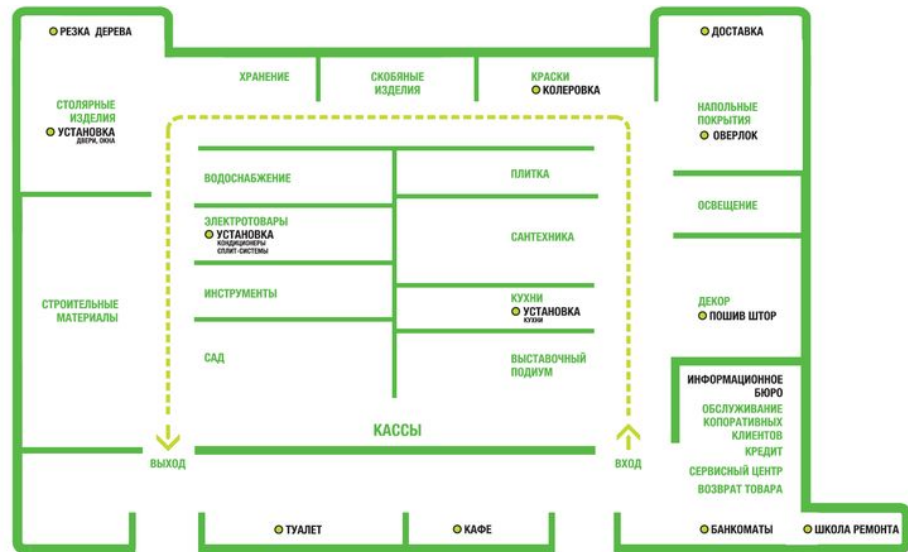 РЕЗКА ДЕРЕВА
ДОСТАВКА
ХРАНЕНИЕ
СКОБЯНЫЕ
ИЗДЕЛИЯ
КРАСКИ
КОЛЕРОВКА
СТОЛЯРНЫЕ
ИЗДЕЛИЯ
УСТАНОВКА
ДВЕРИ, ОКНА
НАПОЛЬНЫЕ
ПОКРЫТИЯ
ОВЕРЛОК
ВОДОСНАБЖЕНИЕ
ПЛИТКА
ЭЛЕКТРОТОВАРЫ
УСТАНОВКА
КОНДИЦИОНЕРЫ
СПЛИТ-СИСТЕМЫ
САНТЕХНИКА
ОСВЕЩЕНИЕ
СТРОИТЕЛЬНЫЕ
МАТЕРИАЛЫ
ИНСТРУМЕНТЫ
КУХНИ
УСТАНОВКА
КУХНИ
ДЕКОР
ПОШИВ ШТОР
САД
ВЫСТАВОЧНЫЙ
ПОДИУМ
ИНФОРМАЦИОННОЕ
БЮРО
ОБСЛУЖИВАНИЕ
КОПОРАТИВНЫХ
КЛИЕНТОВ
КРЕДИТ
СЕРВИСНЫЙ ЦЕНТР
ВОЗВРАТ ТОВАРА
КАССЫ
ВЫХОД
ВХОД
ТУАЛЕТ
КАФЕ
БАНКОМАТЫ
ШКОЛА РЕМОНТА